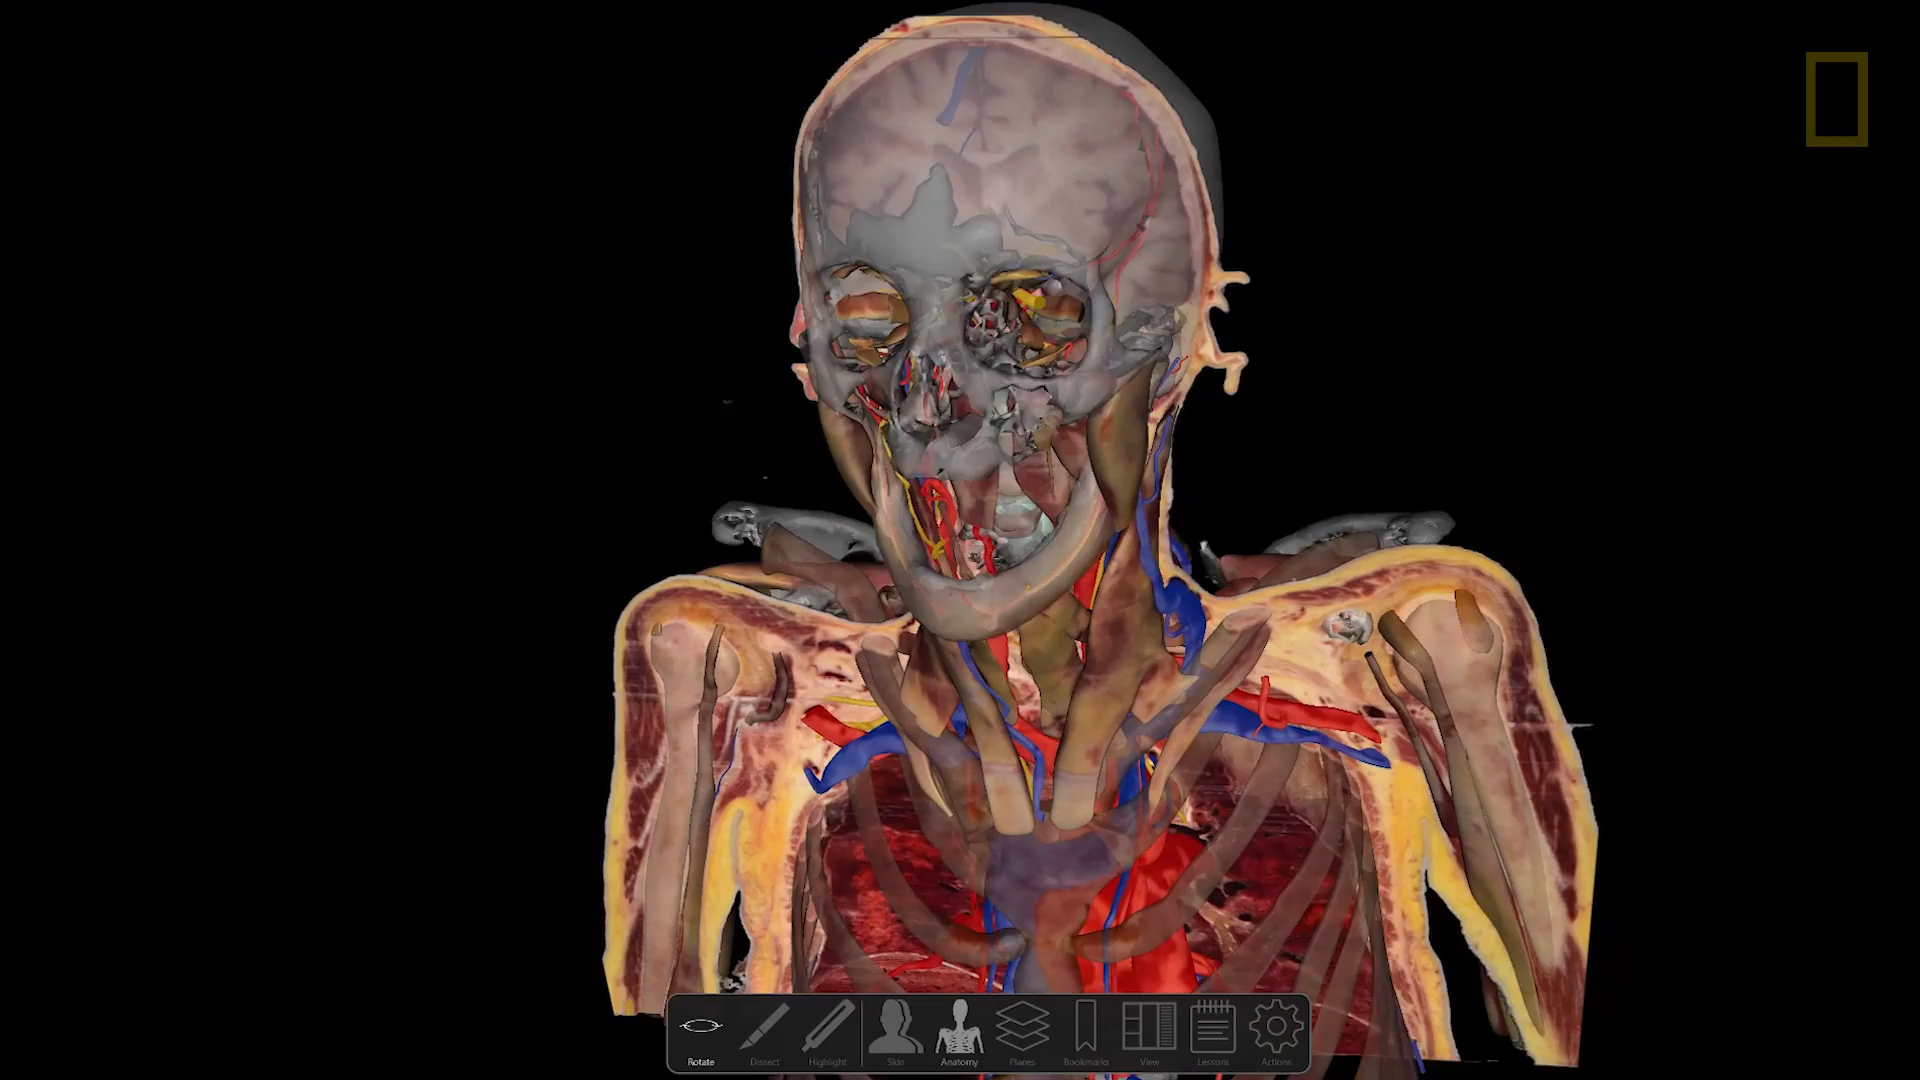 Rotate
Dissect
Highlight
Skin
Anatomy
Planes
Bookmarks
View
Lessons
Actions